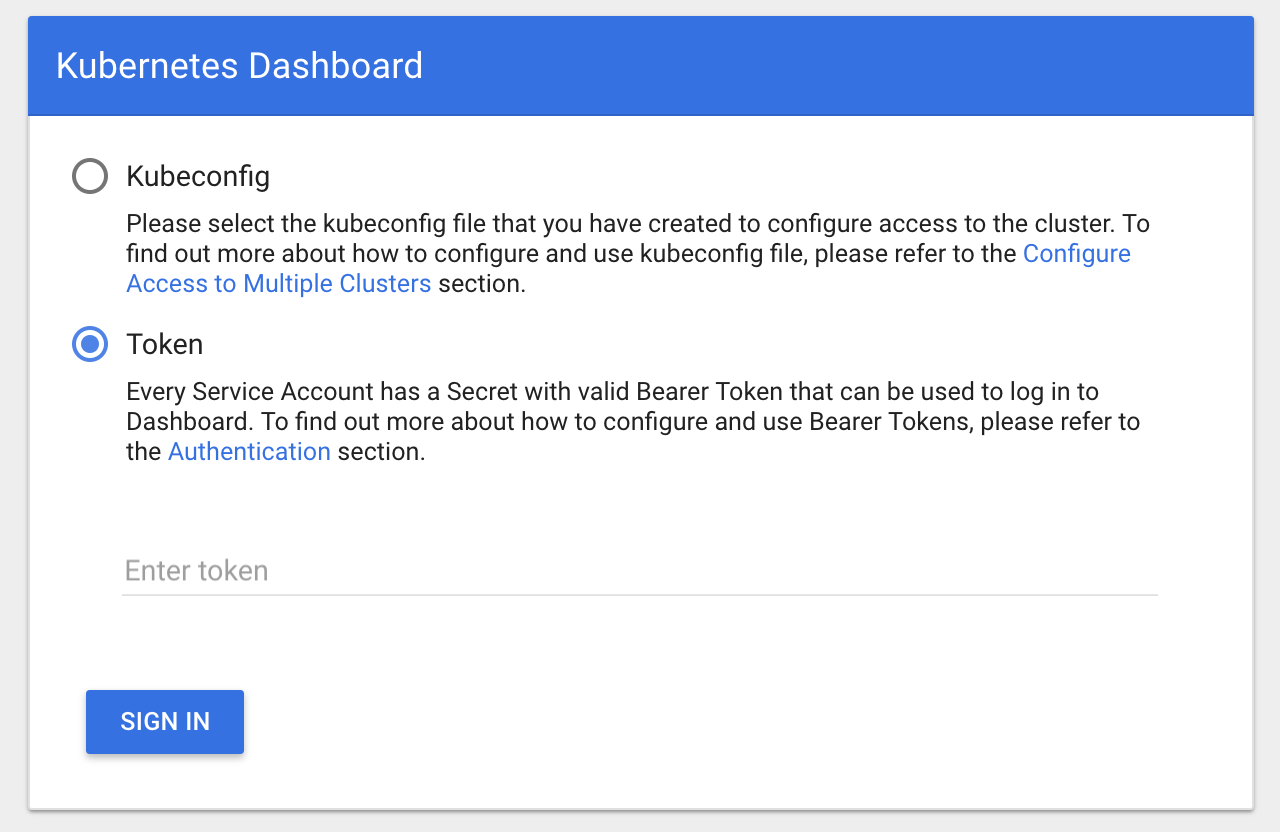 Kubernetes Dashboard
Kubeconfig
Please select the kubeconfig file that you have created to configure access to the cluster. To
find out more about how to configure and use kubeconfig file, please refer to the Configure
Access to Multiple Clusters section.
Token
Every Service Account has a Secret with valid Bearer Token that can be used to log in to
Dashboard. To find out more about how to configure and use Bearer Tokens, please refer to
the Authentication section.
Enter token
SIGN IN